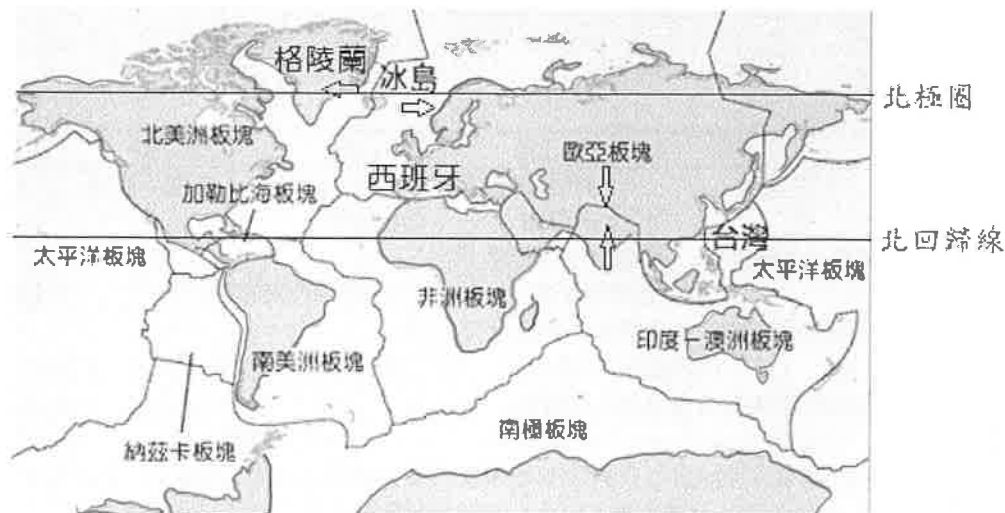 格陵蘭
冰島
北極圈
北美洲板塊
歐亞板塊
西班牙
加勒比海板塊
台灣
北回歸線
太平洋板塊
太平洋板塊
非洲板塊
印度－澳洲板塊
南美洲板塊
南極板塊
納茲卡板塊